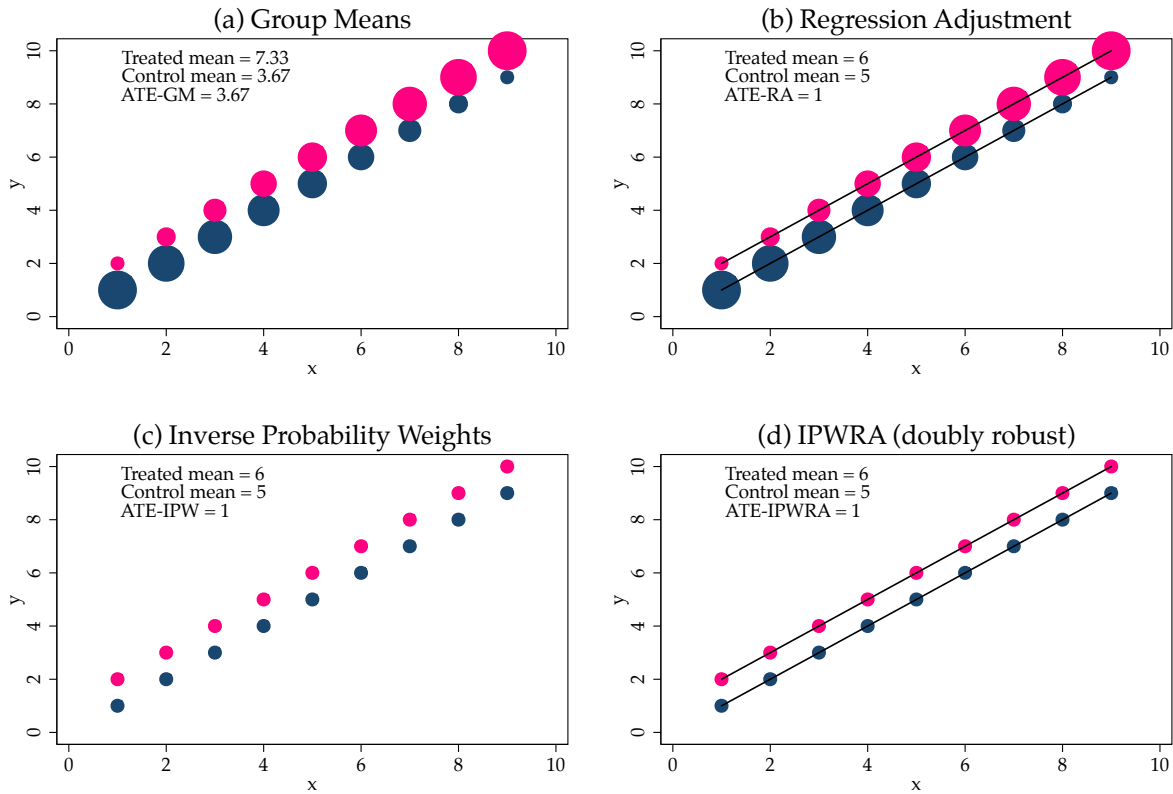 (a) Group Means
Treated mean = 7.33
Control mean = 3.67
ATE-GM = 3.67
y
0
2
4
6
8
10
0 2 4 6 8 10
x
(b) Regression Adjustment
Treated mean = 6
Control mean = 5
ATE-RA = 1
y
0
2
4
6
8
10
0 2 4 6 8 10
x
(c) Inverse Probability Weights
Treated mean = 6
Control mean = 5
ATE-IPW = 1
y
0
2
4
6
8
10
0 2 4 6 8 10
x
(d) IPWRA (doubly robust)
Treated mean = 6
Control mean = 5
ATE-IPWRA = 1
y
0
2
4
6
8
10
0 2 4 6 8 10
x